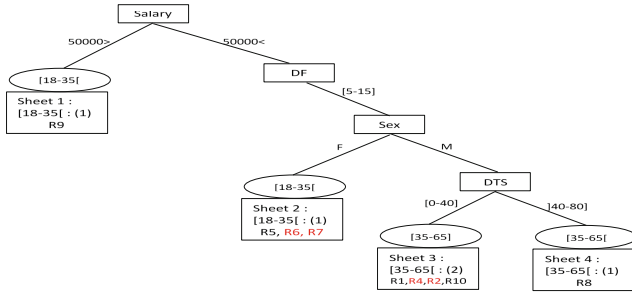 Salary
50000> 50000<
[18-35[
DF
Sheet 1 :
[18-35[ : (1)
R9
[5-15]
Sex
F M
[18-35[
DTS
Sheet 2 :
[18-35[ : (1)
R5, R6, R7
[0-40] ]40-80]
[35-65]
[35-65[
Sheet 3 :
[35-65[ : (2)
R1,R4,R2,R10
Sheet 4 :
[35-65[ : (1)
R8